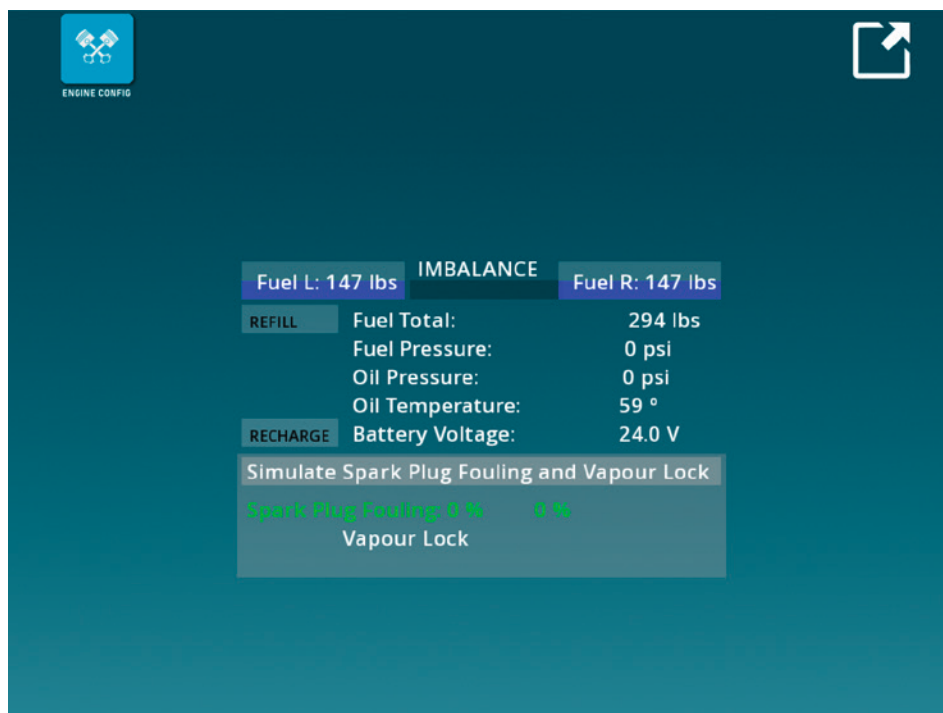 ENGINE CONFIG
IMBALANCE
Fuel L: 147 lbs
Fuel R: 147 lbs
REFILL Fuel Total: 294 lbs
Fuel Pressure: 0 psi
Oil Pressure: 0 psi
Oil Temperature: 59 º
RECHARGE Battery Voltage: 24.0 V
Simulate Spark Plug Fouling and Vapour Lock
Spark Plug Fouling: 0 % 0 %
Vapour Lock